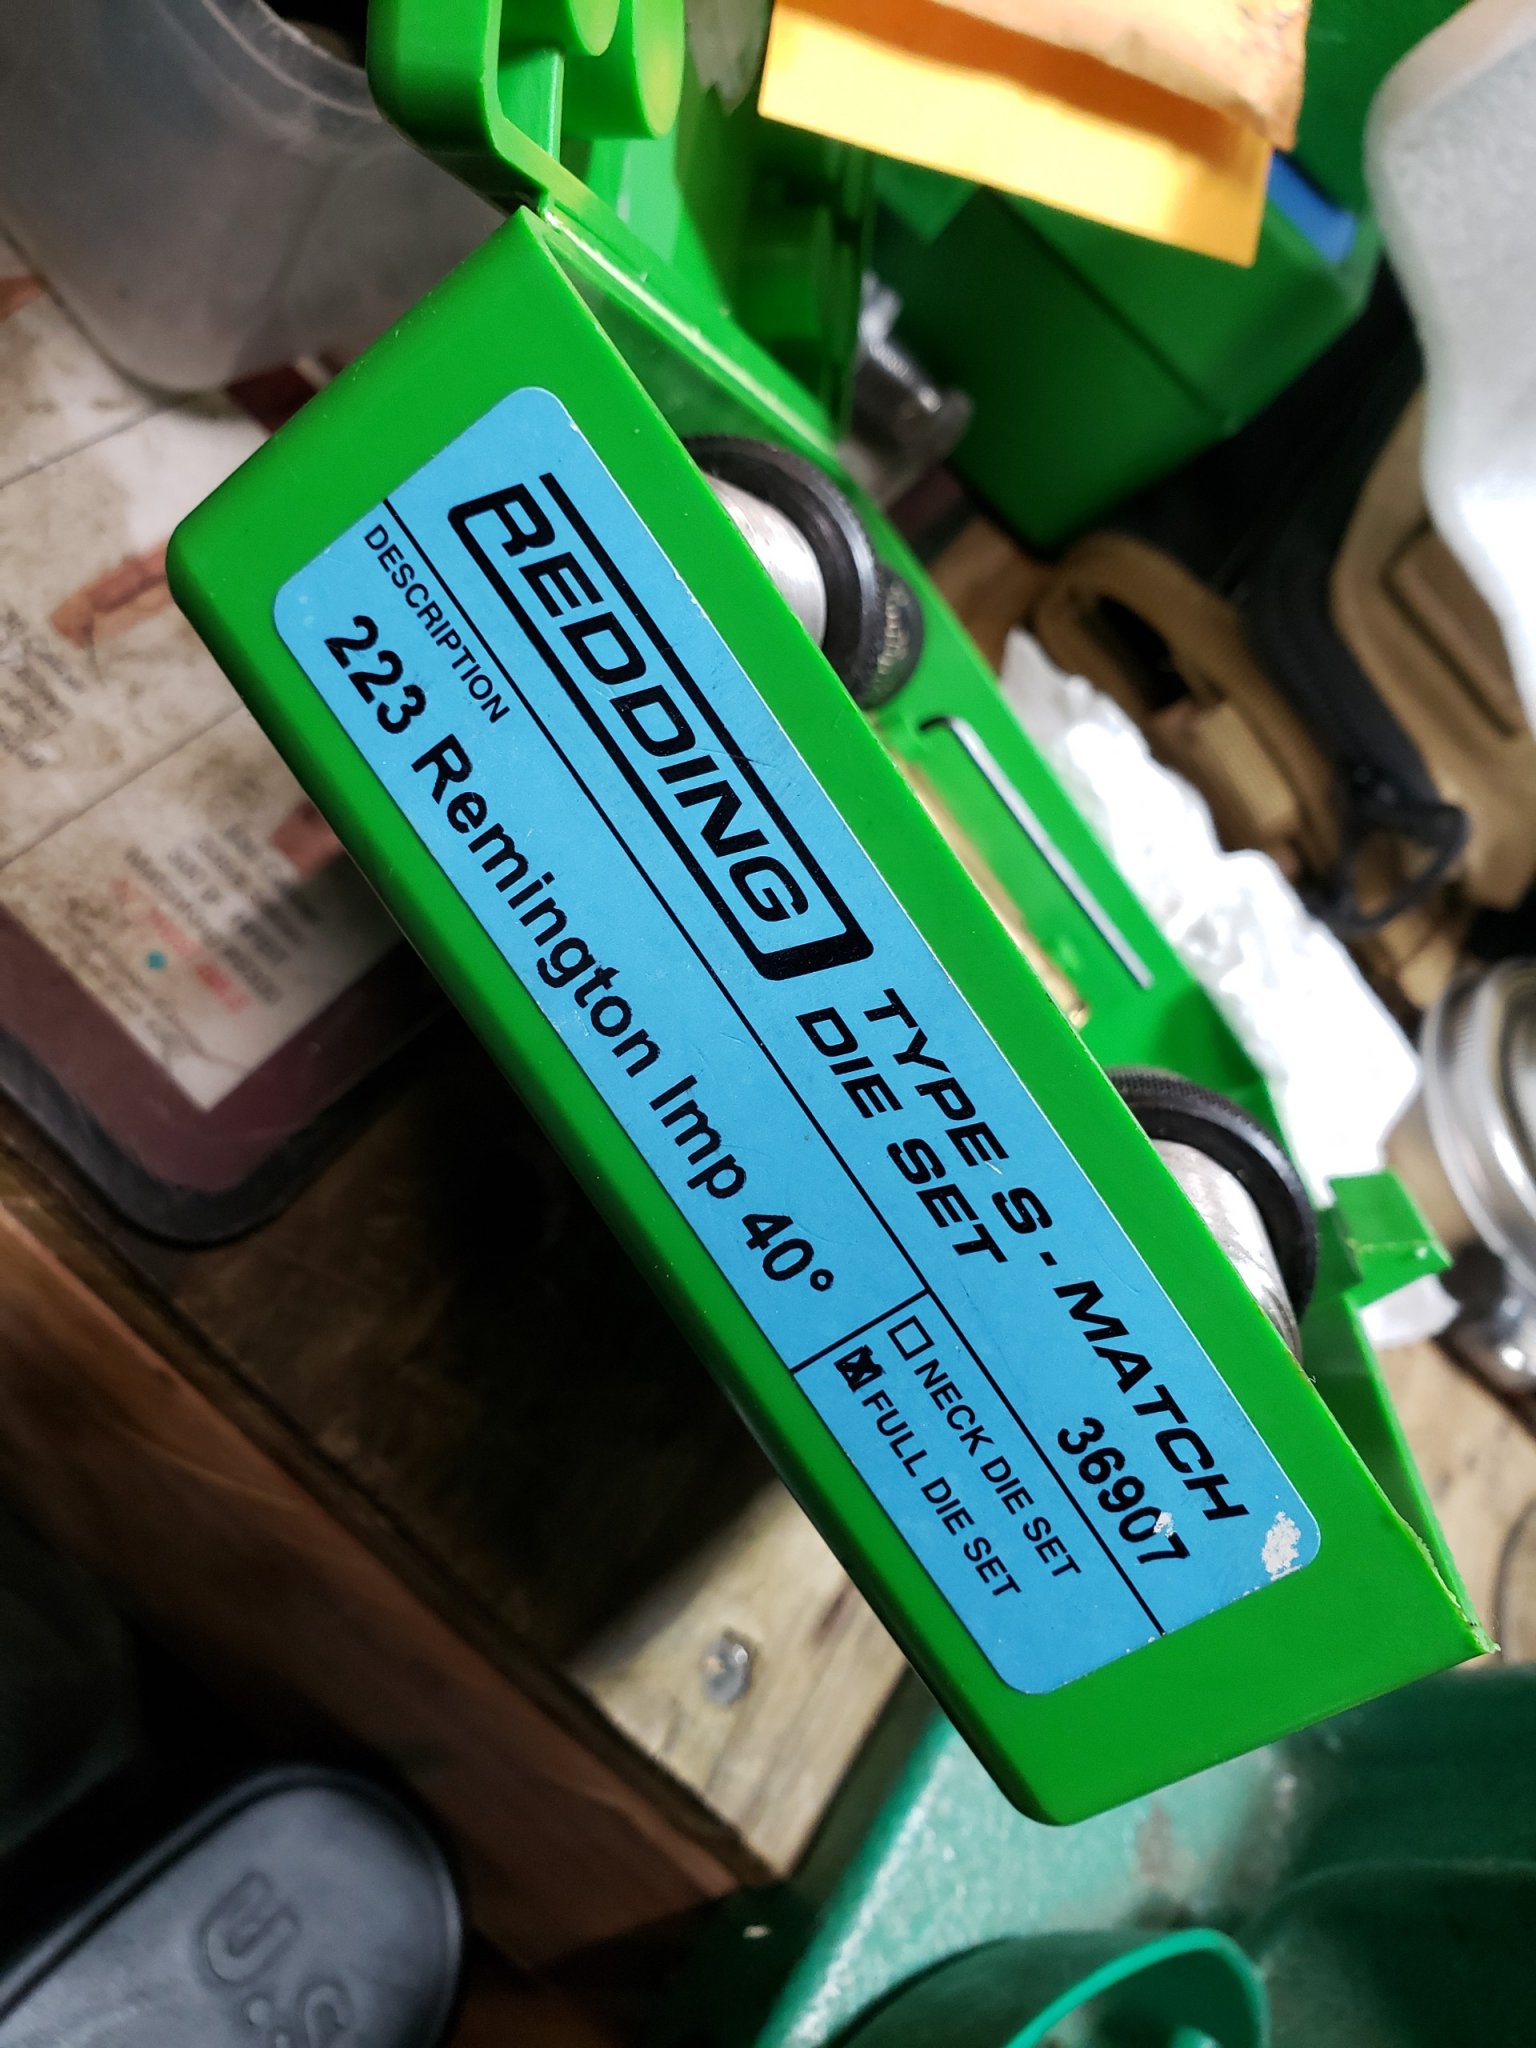 REDDING
TYPE S - MATCH
DIE SET
36907
DESCRIPTION
223 Remington Imp 40°
NECK DIE SET
FULL DIE SET
U.S.